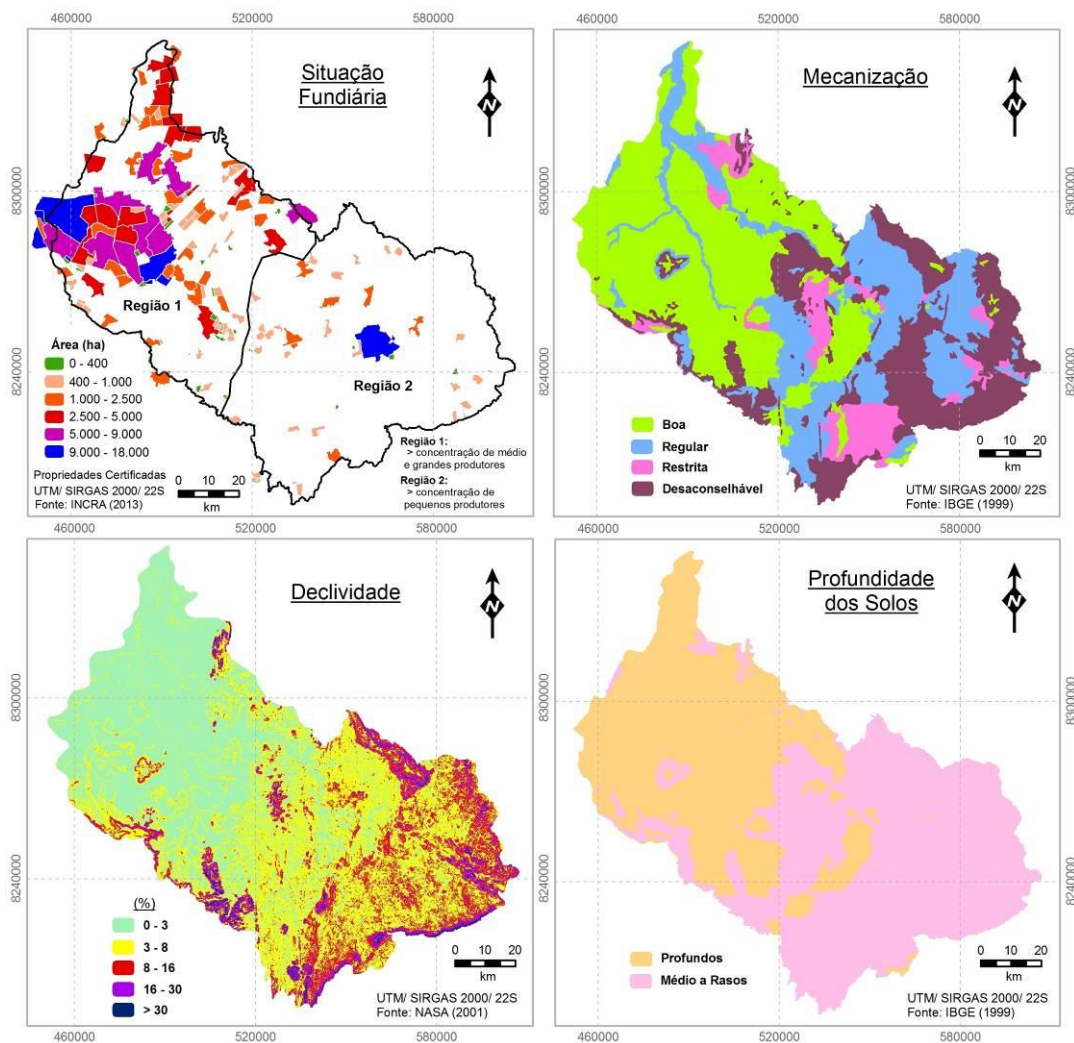 460000
520000
580000
8300000
8240000
Situação
Fundiária
N
Região 1
Região 2
Área (ha)
0 - 400
400 - 1.000
1.000 - 2.500
2.500 - 5.000
5.000 - 9.000
9.000 - 18.000
Propriedades Certificadas
UTM/ SIRGAS 2000/ 22S
Fonte: INCRA (2013)
0 10 20
km
Região 1:
> concentração de médio
e grandes produtores
Região 2:
> concentração de
pequenos produtores
460000
520000
580000
520000
580000
8300000
8240000
Mecanização
N
Boa
Regular
Restrita
Desaconselhável
0 10 20
km
UTM/ SIRGAS 2000/ 22S
Fonte: IBGE (1999)
460000
520000
580000
8300000
8240000
Declividade
N
(%)
0 - 3
3 - 8
8 - 16
16 - 30
> 30
0 10 20
km
UTM/ SIRGAS 2000/ 22S
Fonte: NASA (2001)
460000
520000
580000
8300000
8240000
Profundidade
dos Solos
N
Profundos
Médio a Rasos
0 10 20
km
UTM/ SIRGAS 2000/ 22S
Fonte: IBGE (1999)
460000
520000
580000